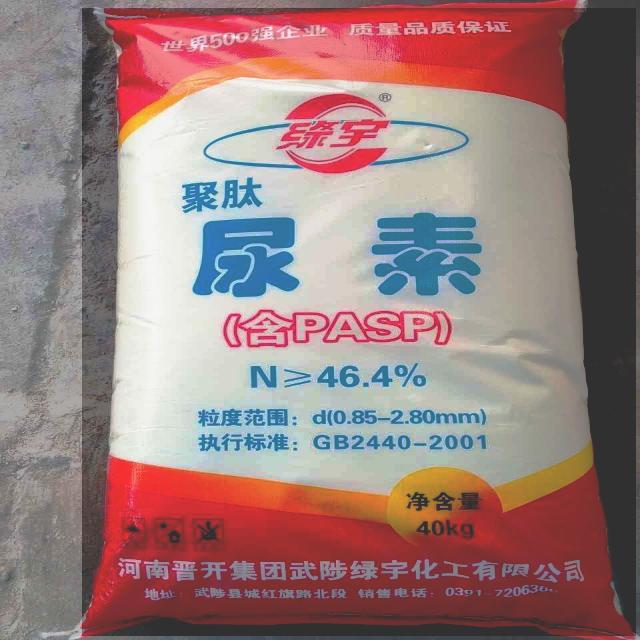 世界500强企业 质量品质保证
绿宇®
聚肽
尿素
(含PASP)
N≥46.4%
粒度范围：d(0.85-2.80mm)
执行标准：GB2440-2001
净含量
40kg
河南晋开集团武陟绿宇化工有限公司
地址：武陟县城红旗路北段 销售电话：0391-720636